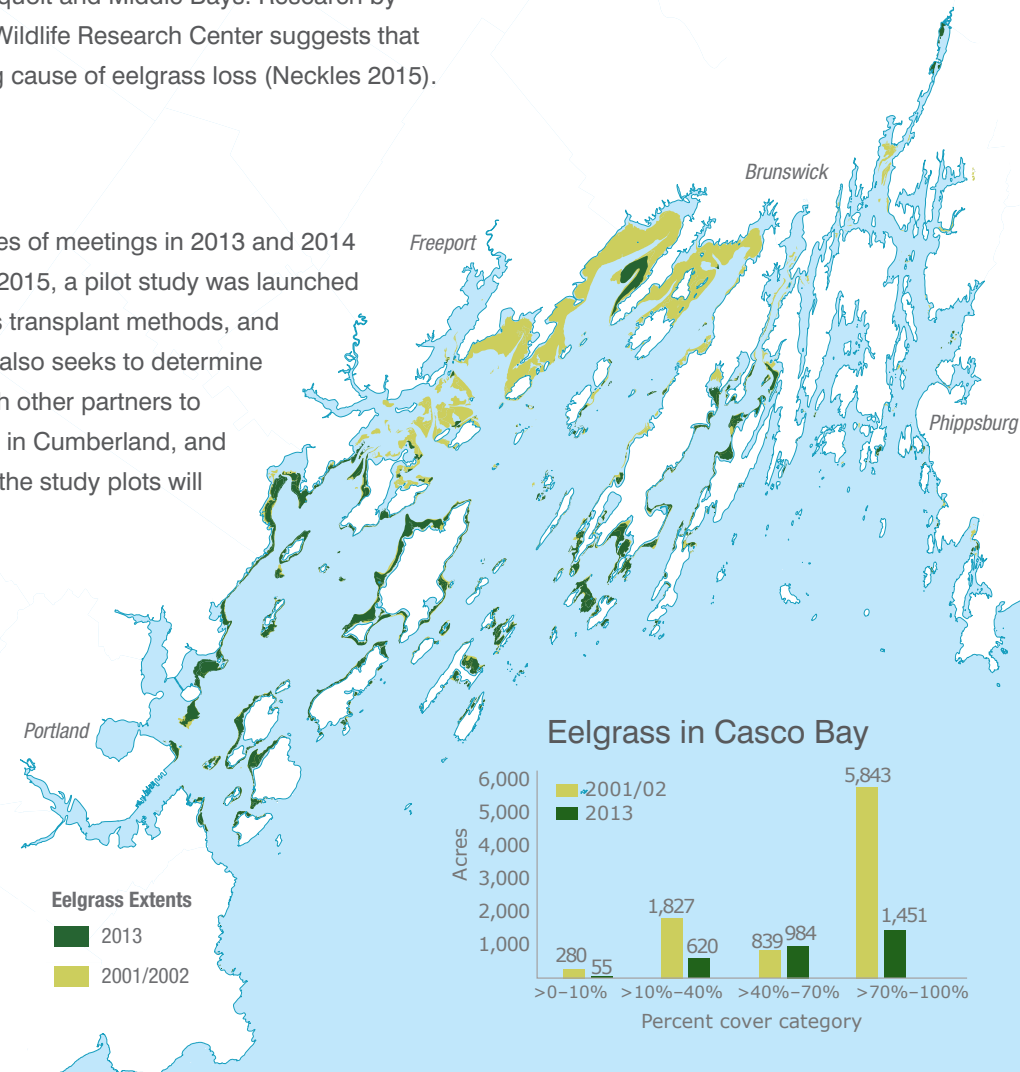 quoit and Middle Bays. Research by
Wildlife Research Center suggests that
g cause of eelgrass loss (Neckles 2015).
es of meetings in 2013 and 2014
2015, a pilot study was launched
s transplant methods, and
also seeks to determine
h other partners to
in Cumberland, and
the study plots will
Brunswick
Freeport
Phippsburg
Portland
Eelgrass Extents
2013
2001/2002
Eelgrass in Casco Bay
2001/02
2013
Acres
6,000
5,000
4,000
3,000
2,000
1,000
280
55
1,827
620
839
984
5,843
1,451
>0–10% >10%–40% >40%–70% >70%–100%
Percent cover category